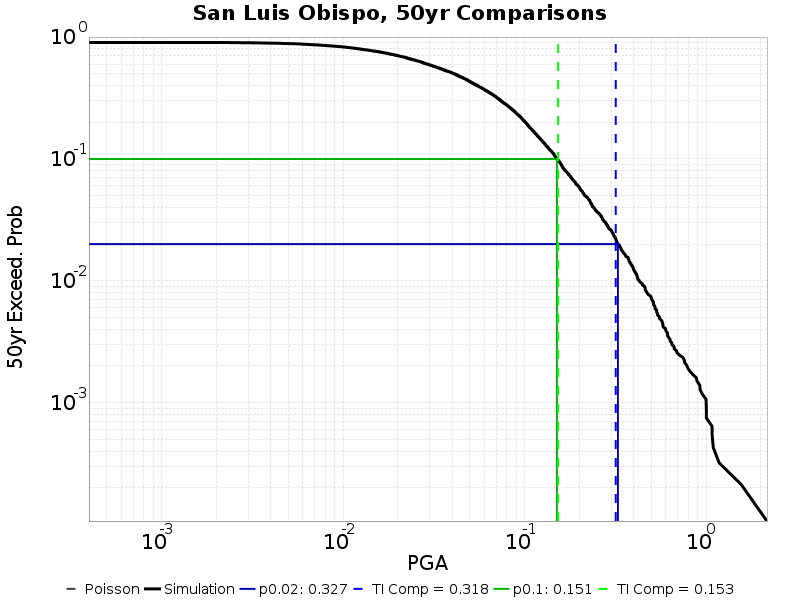 San Luis Obispo, 50yr Comparisons
10^0
10^-1
10^-2
10^-3
50yr Exceed. Prob
10^-3
10^-2
10^-1
10^0
PGA
Poisson Simulation p0.02: 0.327 TI Comp = 0.318 p0.1: 0.151 TI Comp = 0.153